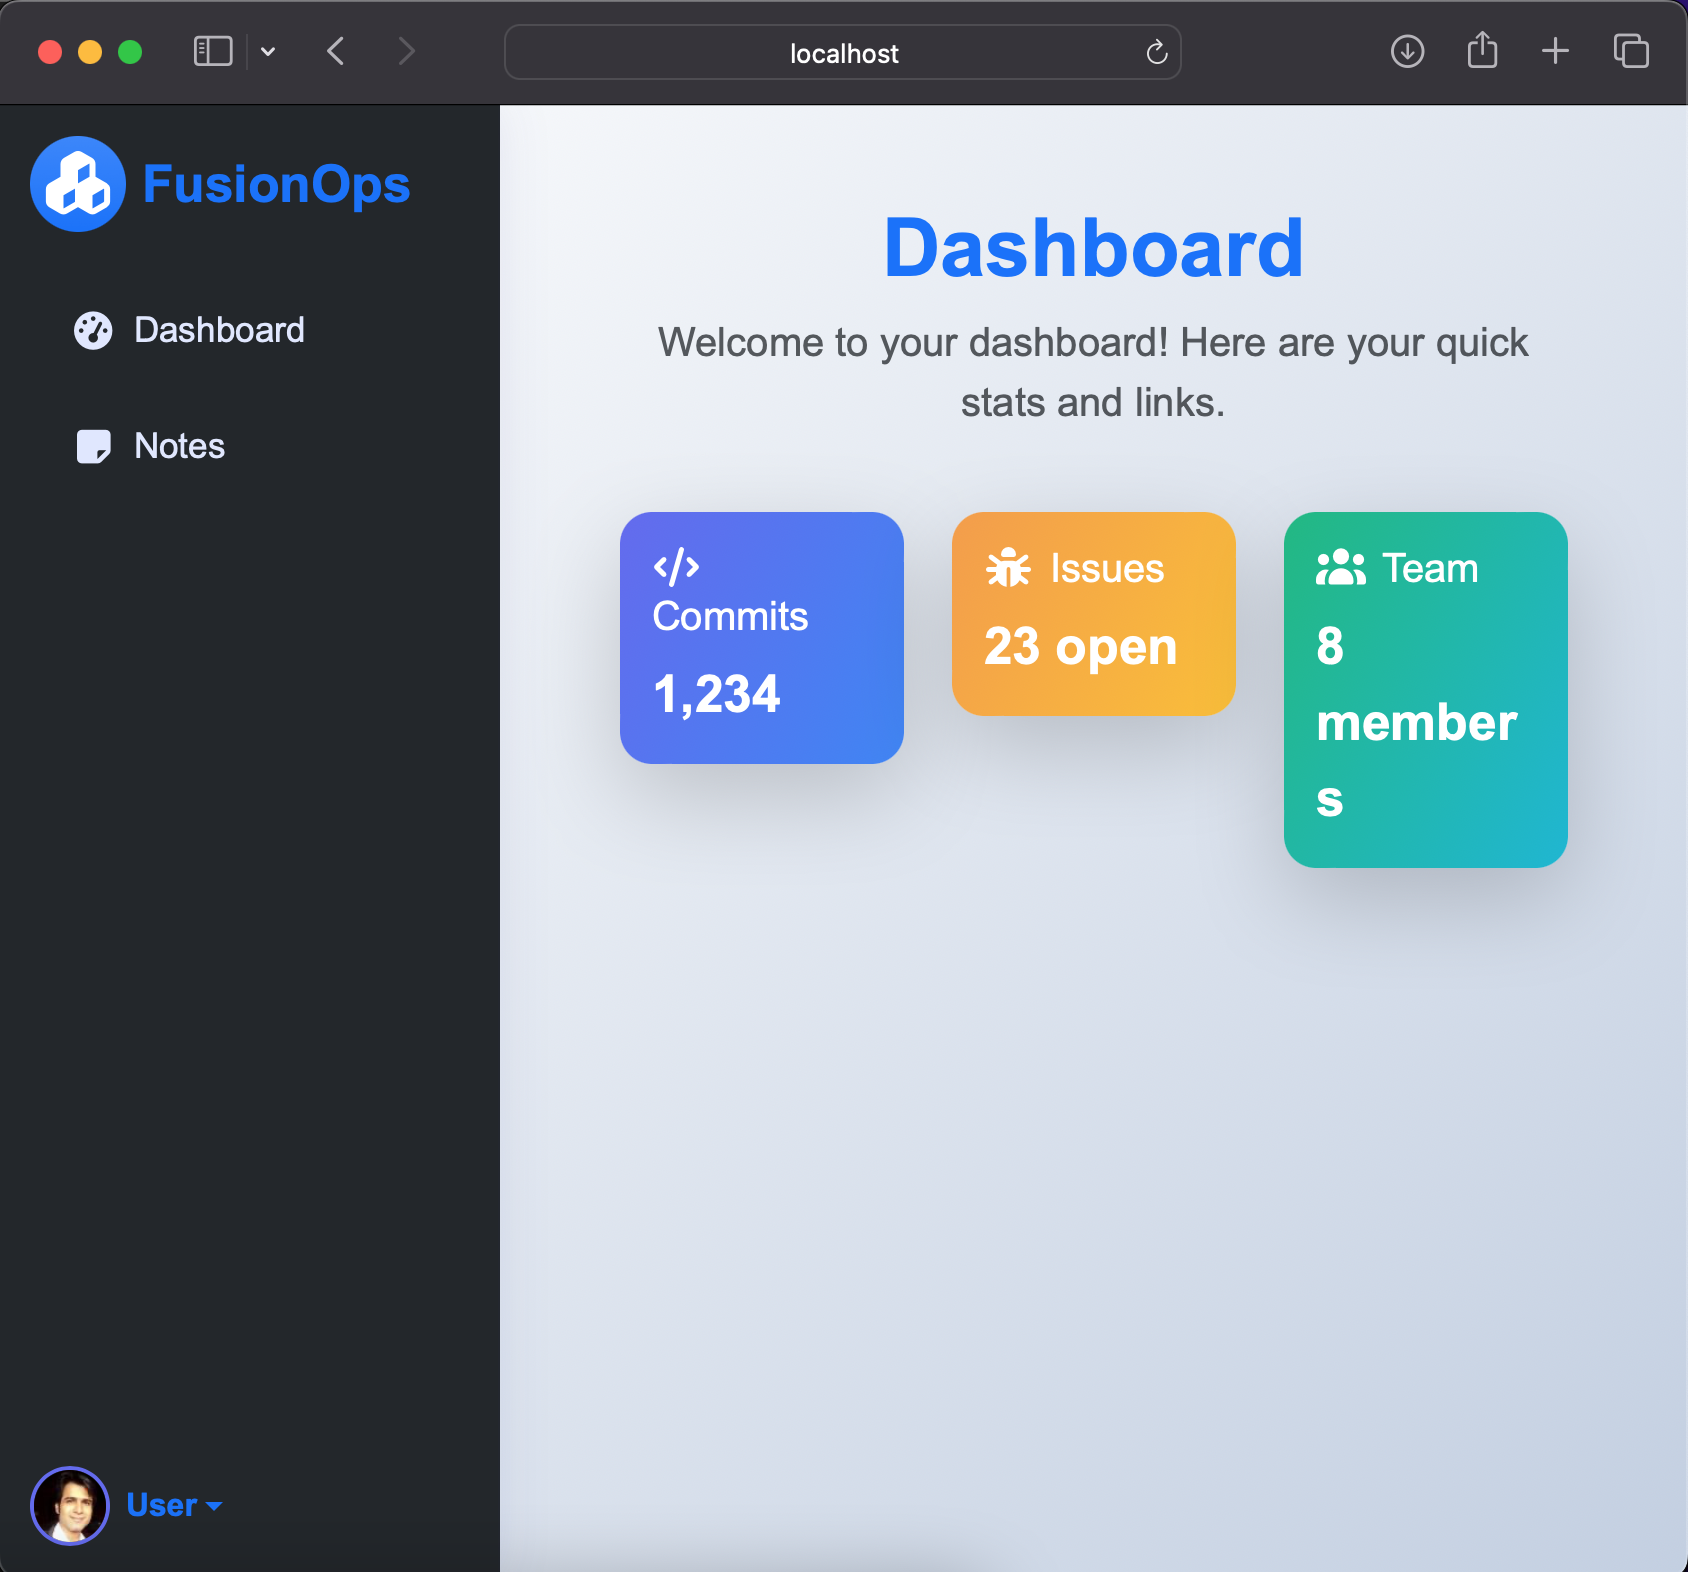 localhost
FusionOps
Dashboard
Notes
Dashboard
Welcome to your dashboard! Here are your quick
stats and links.
Commits
1,234
Issues
23 open
Team
8
member
s
User